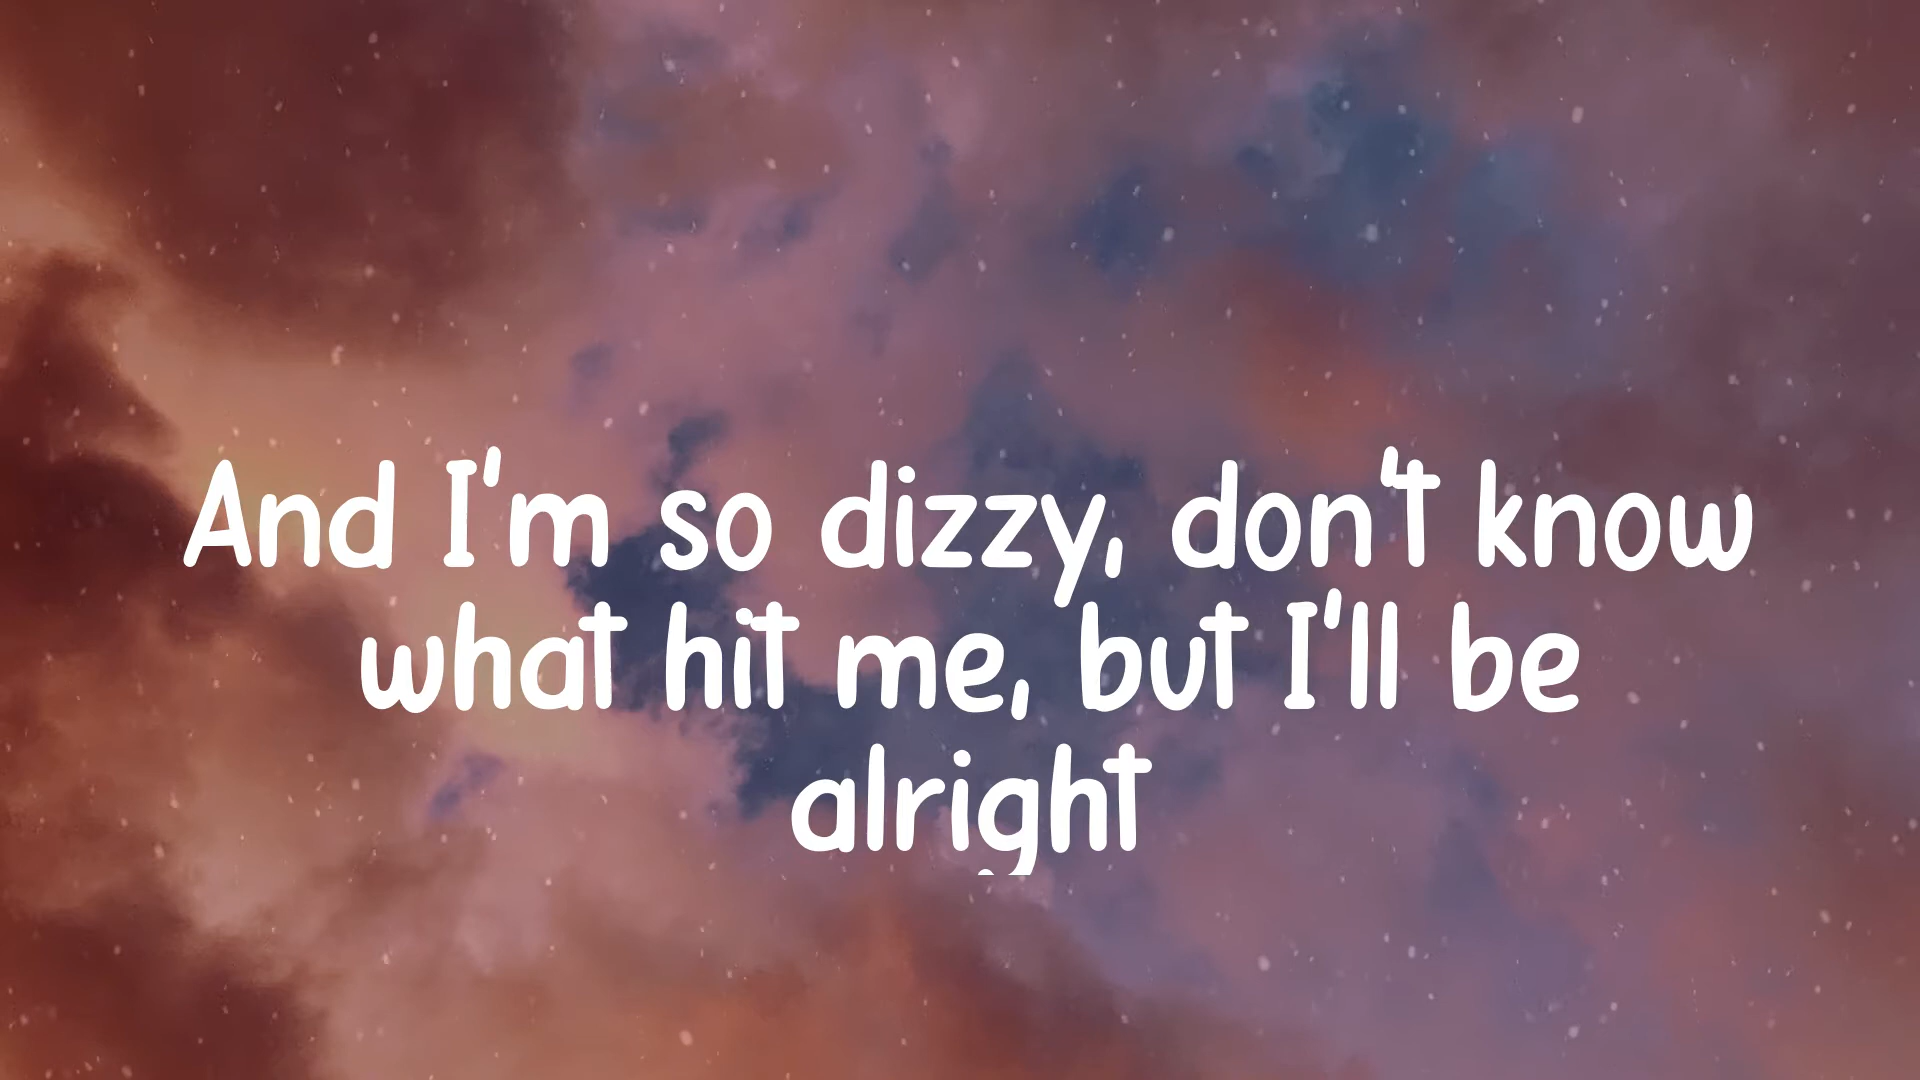 And I'm so dizzy, don't know
what hit me, but I'll be
alright